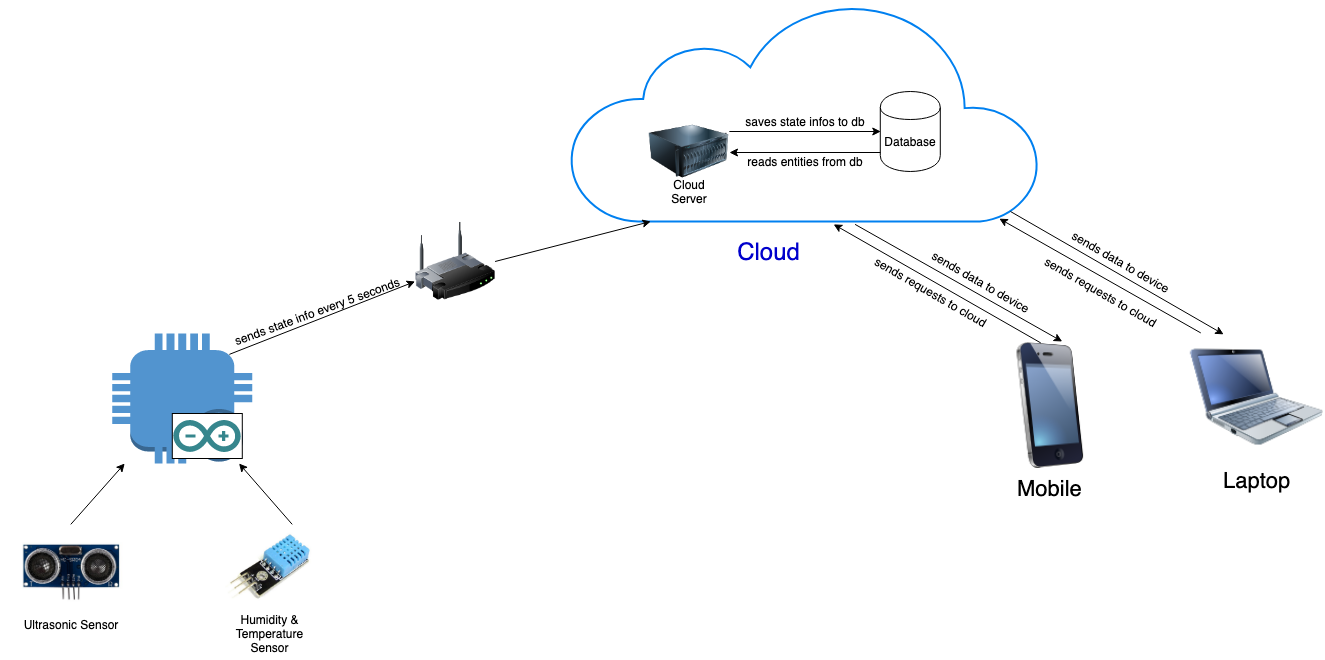 saves state infos to db
Database
reads entities from db
Cloud
Server
Cloud
sends data to device
sends requests to cloud
sends data to device
sends requests to cloud
sends state info every 5 seconds
Mobile
Laptop
Ultrasonic Sensor
Humidity &
Temperature
Sensor